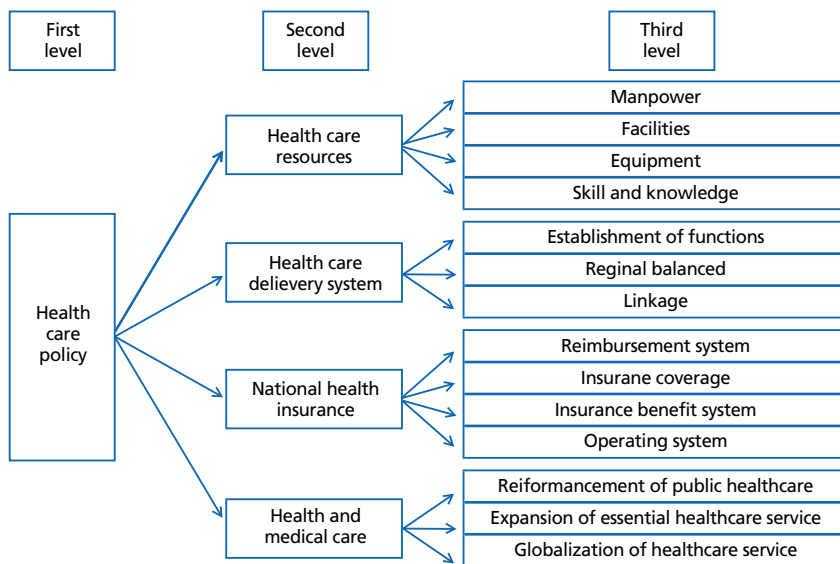 First
level
Second
level
Third
level
Health
care
policy
Health care
resources
Manpower
Facilities
Equipment
Skill and knowledge
Health care
delievery system
Establishment of functions
Reginal balanced
Linkage
National health
insurance
Reimbursement system
Insurane coverage
Insurance benefit system
Operating system
Health and
medical care
Reiformancement of public healthcare
Expansion of essential healthcare service
Globalization of healthcare service